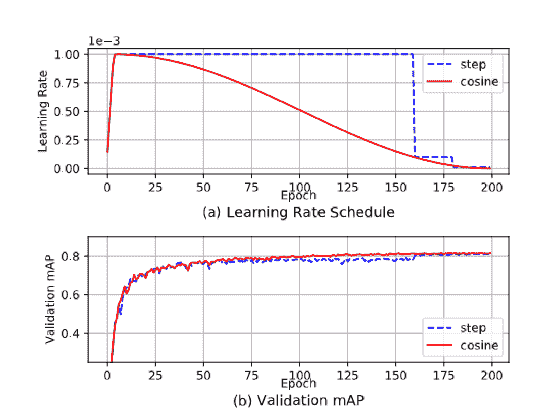 1e−3
1.00
0.75
0.50
0.25
0.00
Learning Rate
step
cosine
0 25 50 75 100 125 150 175 200
Epoch
(a) Learning Rate Schedule
0.8
0.6
0.4
Validation mAP
step
cosine
0 25 50 75 100 125 150 175 200
Epoch
(b) Validation mAP